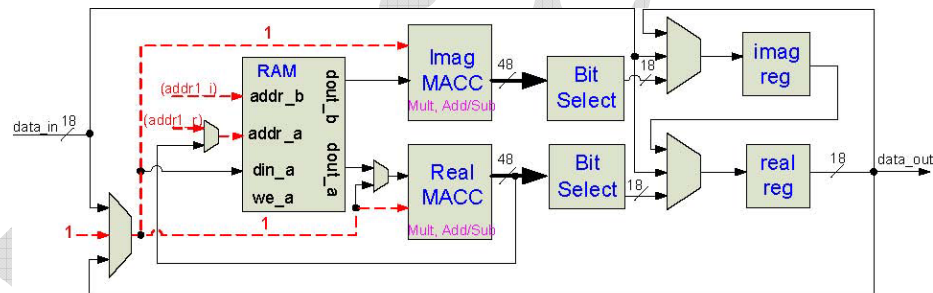 1
RAM
Imag
MACC
Mult, Add/Sub
48
Bit
Select
18
imag
reg
(addr1_i)
addr_b
dout_b
(addr1_r)
addr_a
data_in
18
din_a
dout_a
we_a
1
Real
MACC
Mult, Add/Sub
48
Bit
Select
18
real
reg
18
data_out
1